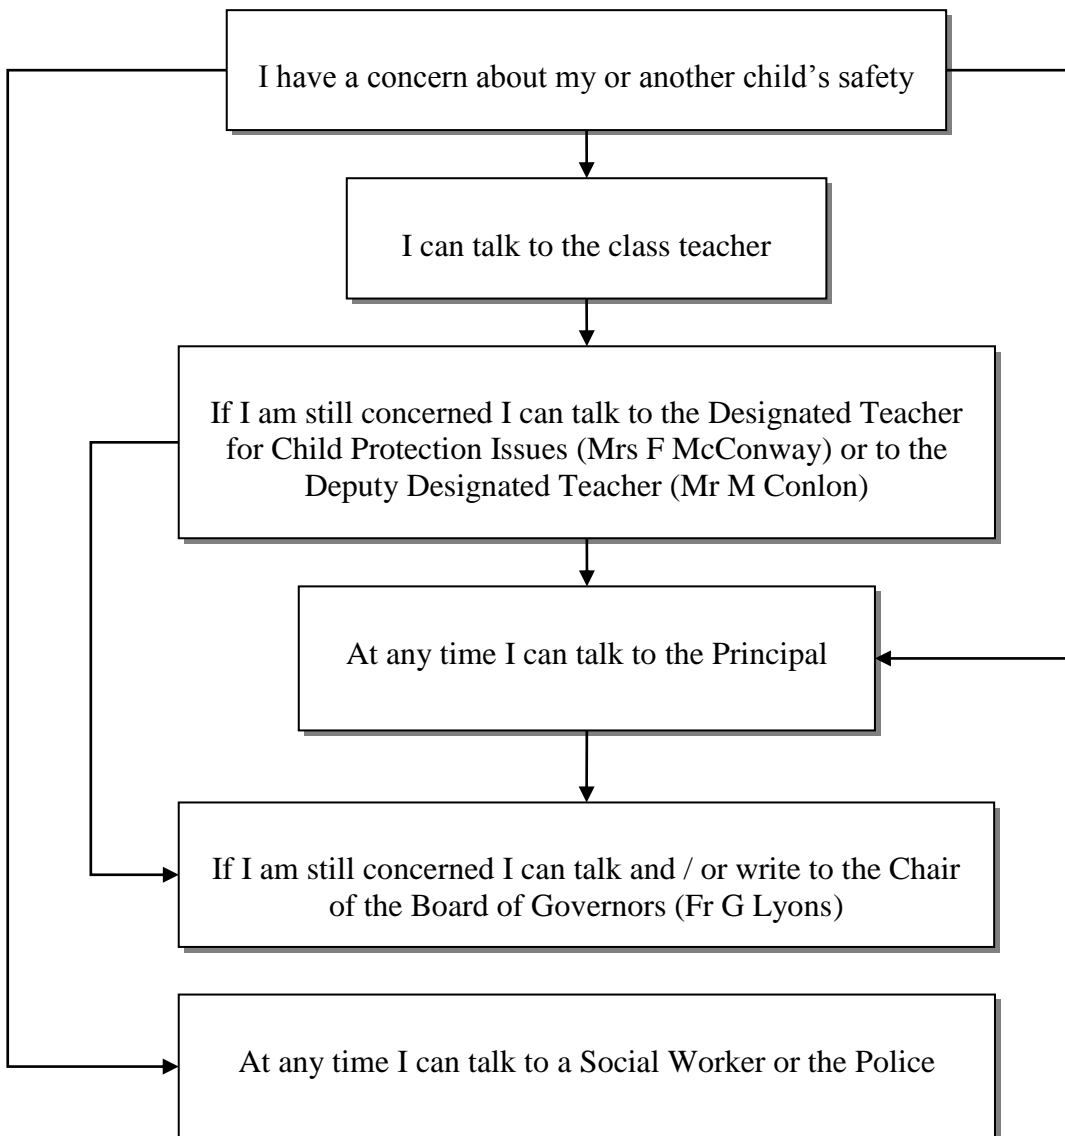 I have a concern about my or another child’s safety
I can talk to the class teacher
If I am still concerned I can talk to the Designated Teacher
for Child Protection Issues (Mrs F McConway) or to the
Deputy Designated Teacher (Mr M Conlon)
At any time I can talk to the Principal
If I am still concerned I can talk and / or write to the Chair
of the Board of Governors (Fr G Lyons)
At any time I can talk to a Social Worker or the Police